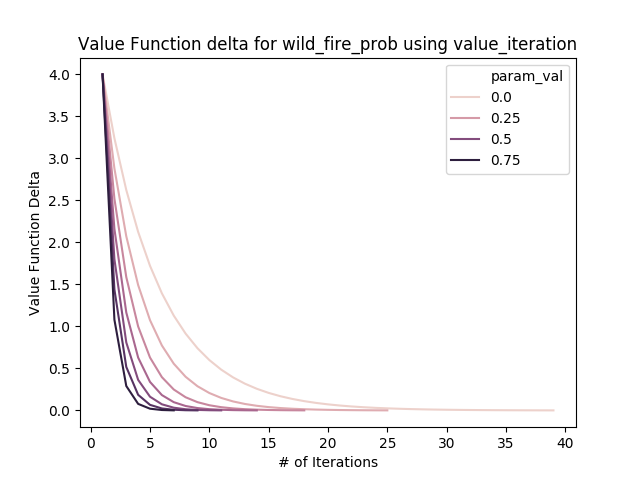 Value Function delta for wild_fire_prob using value_iteration
4.0
3.5
3.0
2.5
2.0
1.5
1.0
0.5
0.0
Value Function Delta
param_val
0.0
0.25
0.5
0.75
0 5 10 15 20 25 30 35 40
# of Iterations